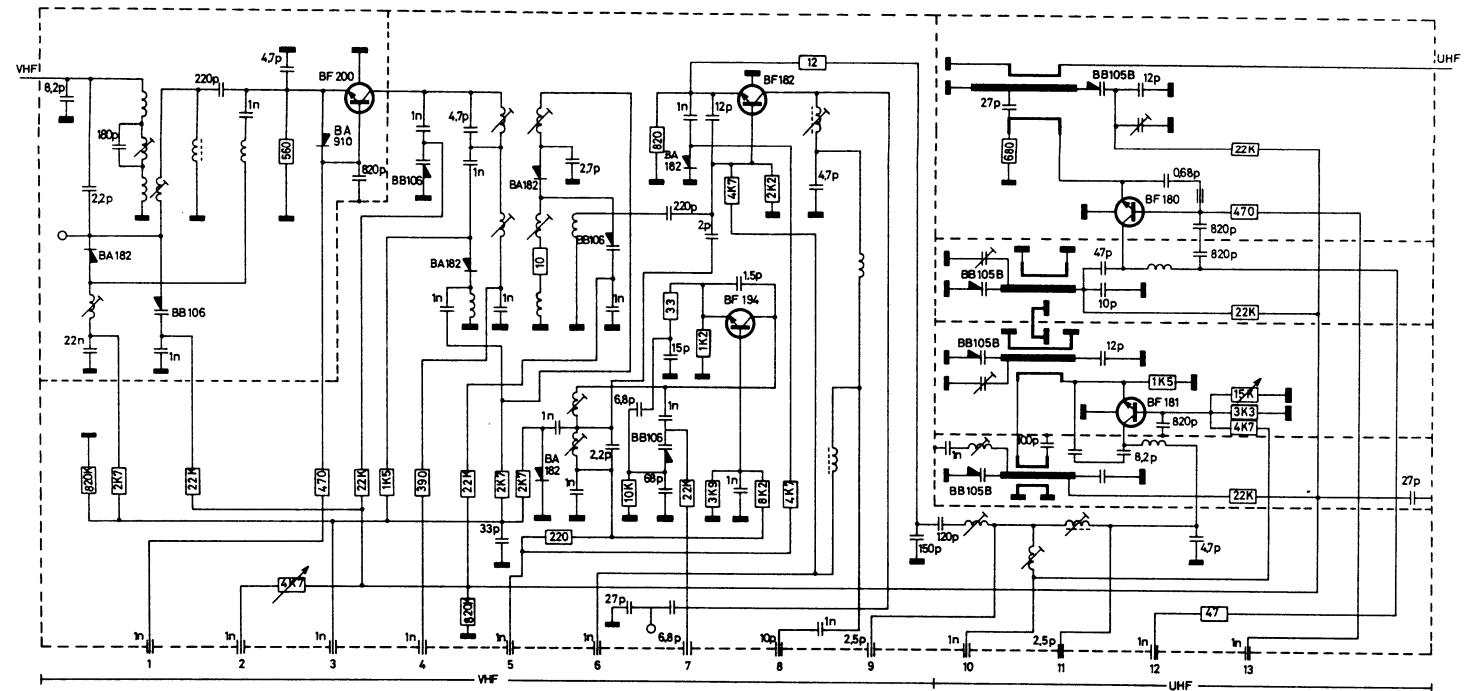 VHF
8,2p
180p
2,2p
BA182
22n
1n
220p
1n
BB106
4,7p
560
BF 200
BA 910
820p
1n
BB106
4,7p
1n
BA182
1n
1n
BA182
2,7p
10
BB106
1n
220p
12
820
1n
12p
BA 182
BF182
4K7
2K2
2p
4,7p
1,5p
BF 194
33
1K2
15p
6,8p
1n
BB106
68p
1n
BA 182
1n
2,2p
820K
2K7
22K
470
22K
1K5
390
22K
2K7
2K7
10K
22K
3K9
1n
8K2
4K7
33p
220
4K7
820K
27p
6,8p
10p
1n
2,5p
150p
120p
UHF
BB105B
12p
27p
680
22K
0,68p
BF 180
470
820p
820p
BB105B
47p
10p
22K
BB105B
12p
1K5
BF 181
15K
3K3
4K7
820p
1n
100p
8,2p
BB105B
22K
27p
4,7p
47
1n
1n
1n
1n
1n
1n
1n
2,5p
1n
1n
1 2 3 4 5 6 7 8 9 10 11 12 13
VHF
UHF